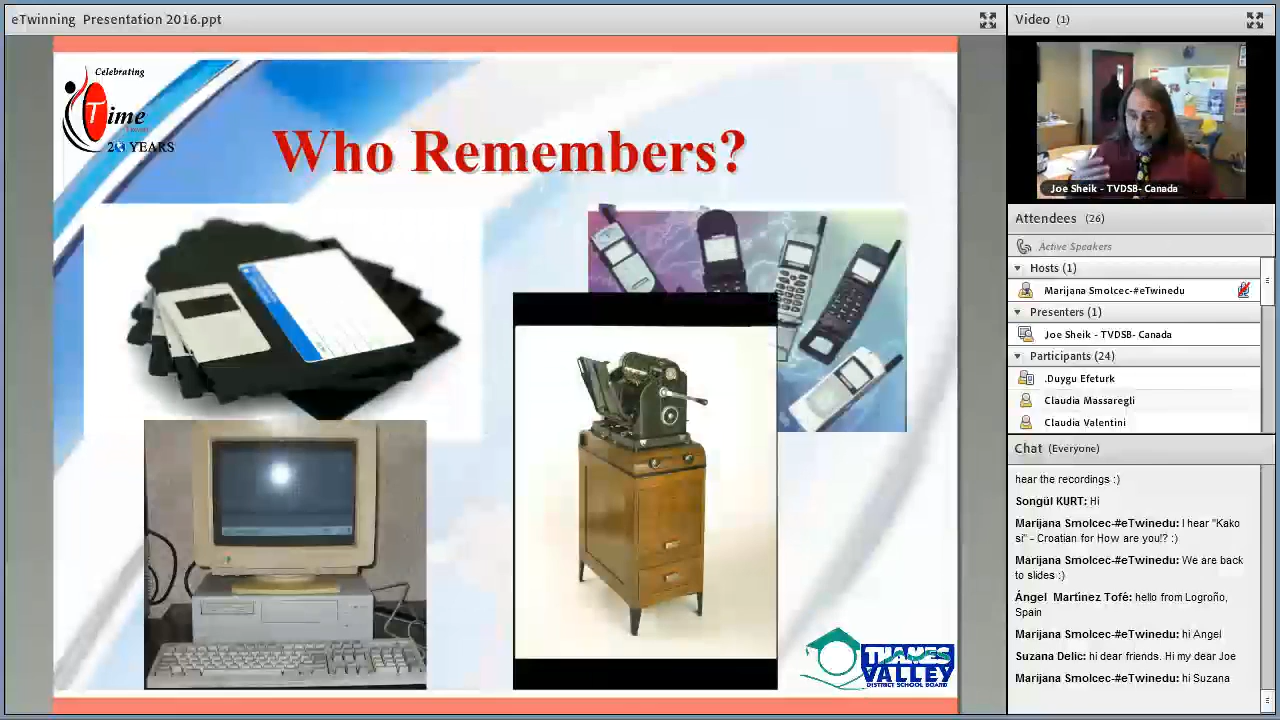 eTwinning Presentation 2016.ppt
Celebrating
Time
20 YEARS
Who Remembers?
THAMES
VALLEY
DISTRICT SCHOOL BOARD
Video (1)
Joe Sheik - TVDSB- Canada
Attendees (26)
Active Speakers
Hosts (1)
Marijana Smolcec-#eTwinedu
Presenters (1)
Joe Sheik - TVDSB- Canada
Participants (24)
.Duygu Efeturk
Claudia Massaregli
Claudia Valentini
Chat (Everyone)
hear the recordings :)
Songül KURT: Hi
Marijana Smolcec-#eTwinedu: I hear "Kako
si" - Croatian for How are you!? :)
Marijana Smolcec-#eTwinedu: We are back
to slides :)
Ángel Martínez Tofé: hello from Logroño,
Spain
Marijana Smolcec-#eTwinedu: hi Angel
Suzana Delic: hi dear friends. Hi my dear Joe
Marijana Smolcec-#eTwinedu: hi Suzana